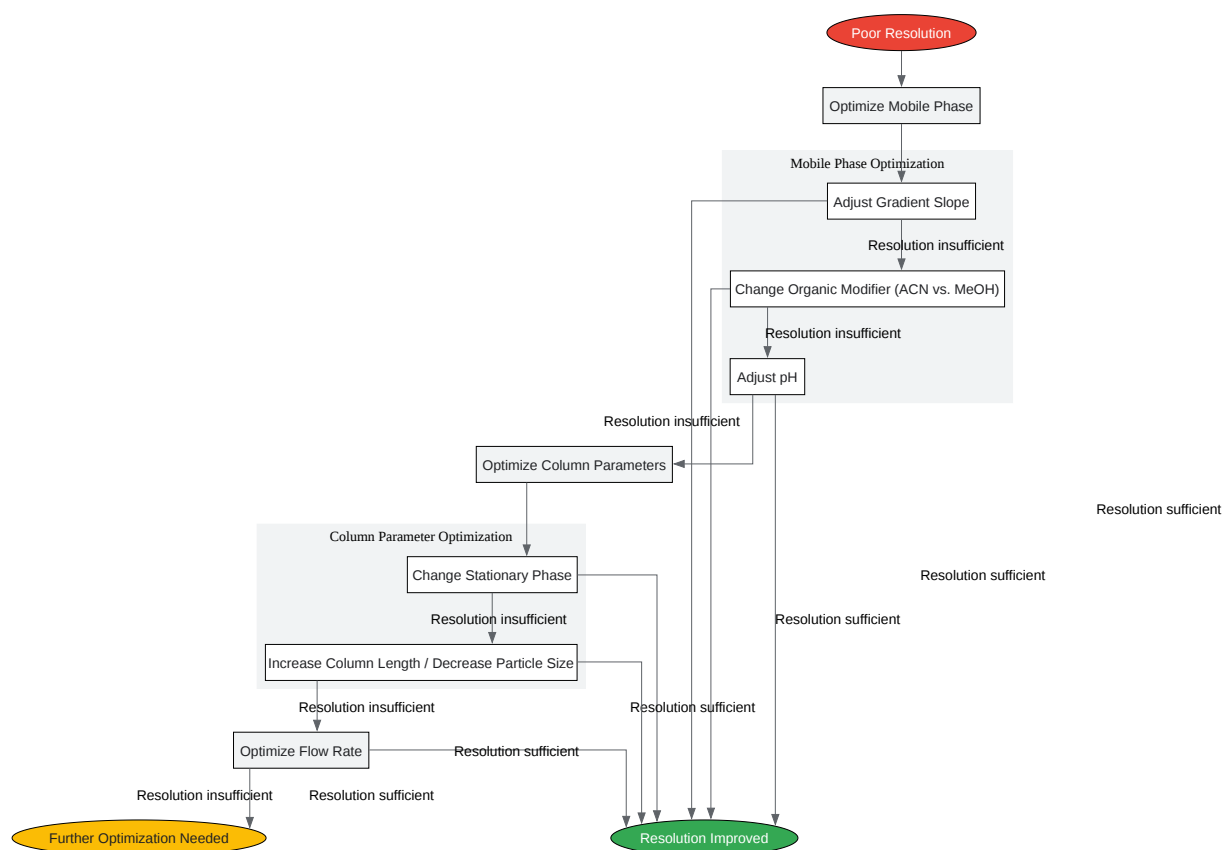 Poor Resolution
Optimize Mobile Phase
Mobile Phase Optimization
Adjust Gradient Slope
Resolution insufficient
Change Organic Modifier (ACN vs. MeOH)
Resolution insufficient
Adjust pH
Resolution insufficient
Optimize Column Parameters
Resolution sufficient
Column Parameter Optimization
Change Stationary Phase
Resolution sufficient
Resolution insufficient
Resolution sufficient
Increase Column Length / Decrease Particle Size
Resolution insufficient
Resolution sufficient
Optimize Flow Rate
Resolution sufficient
Resolution insufficient
Resolution sufficient
Further Optimization Needed
Resolution Improved